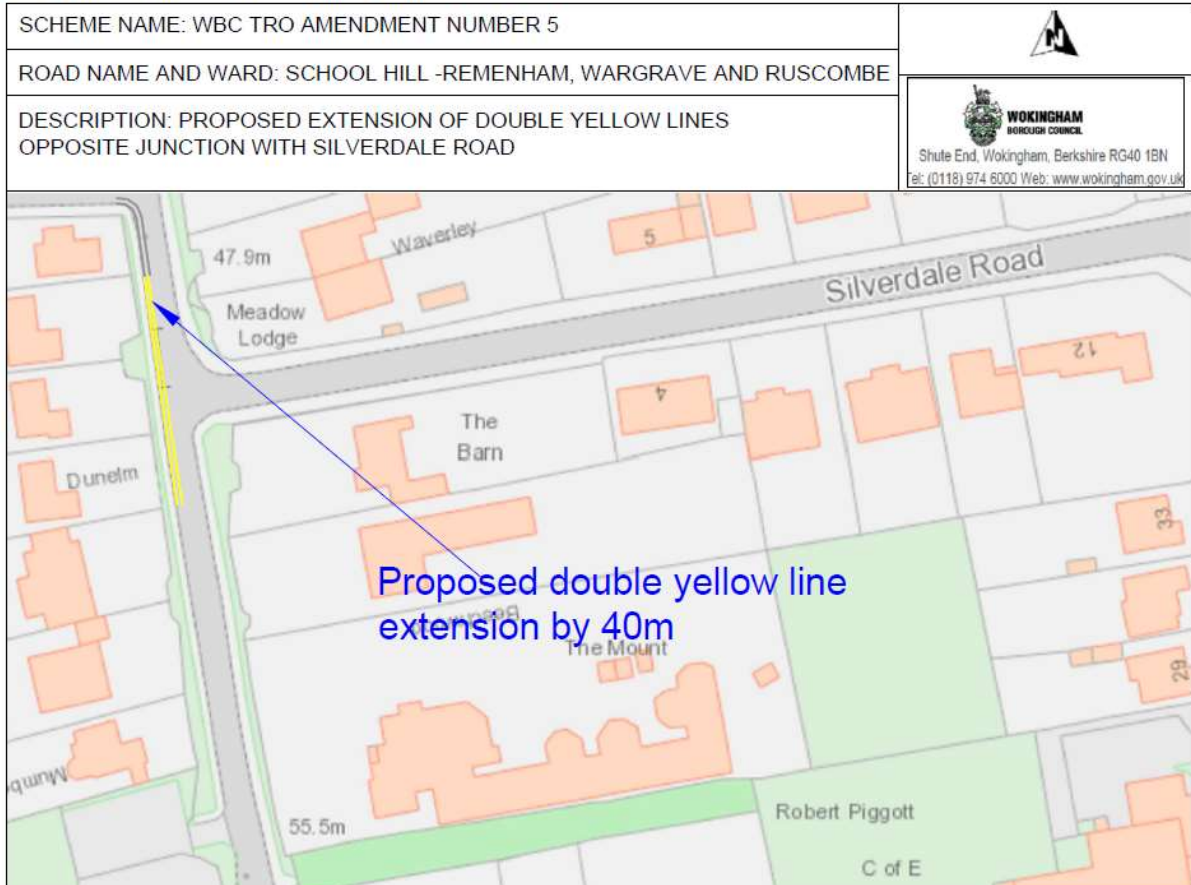 SCHEME NAME: WBC TRO AMENDMENT NUMBER 5
ROAD NAME AND WARD: SCHOOL HILL -REMENHAM, WARGRAVE AND RUSCOMBE
DESCRIPTION: PROPOSED EXTENSION OF DOUBLE YELLOW LINES
OPPOSITE JUNCTION WITH SILVERDALE ROAD
N
WOKINGHAM
BOROUGH COUNCIL
Shute End, Wokingham, Berkshire RG40 1BN
Tel: (0118) 974 6000 Web: www.wokingham.gov.uk
Waverley
5
47.9m
Silverdale Road
Meadow
Lodge
12
4
The
Barn
Dunelm
33
Proposed double yellow line
extension by 40m
The Mount
29
55.5m
Robert Piggott
C of E